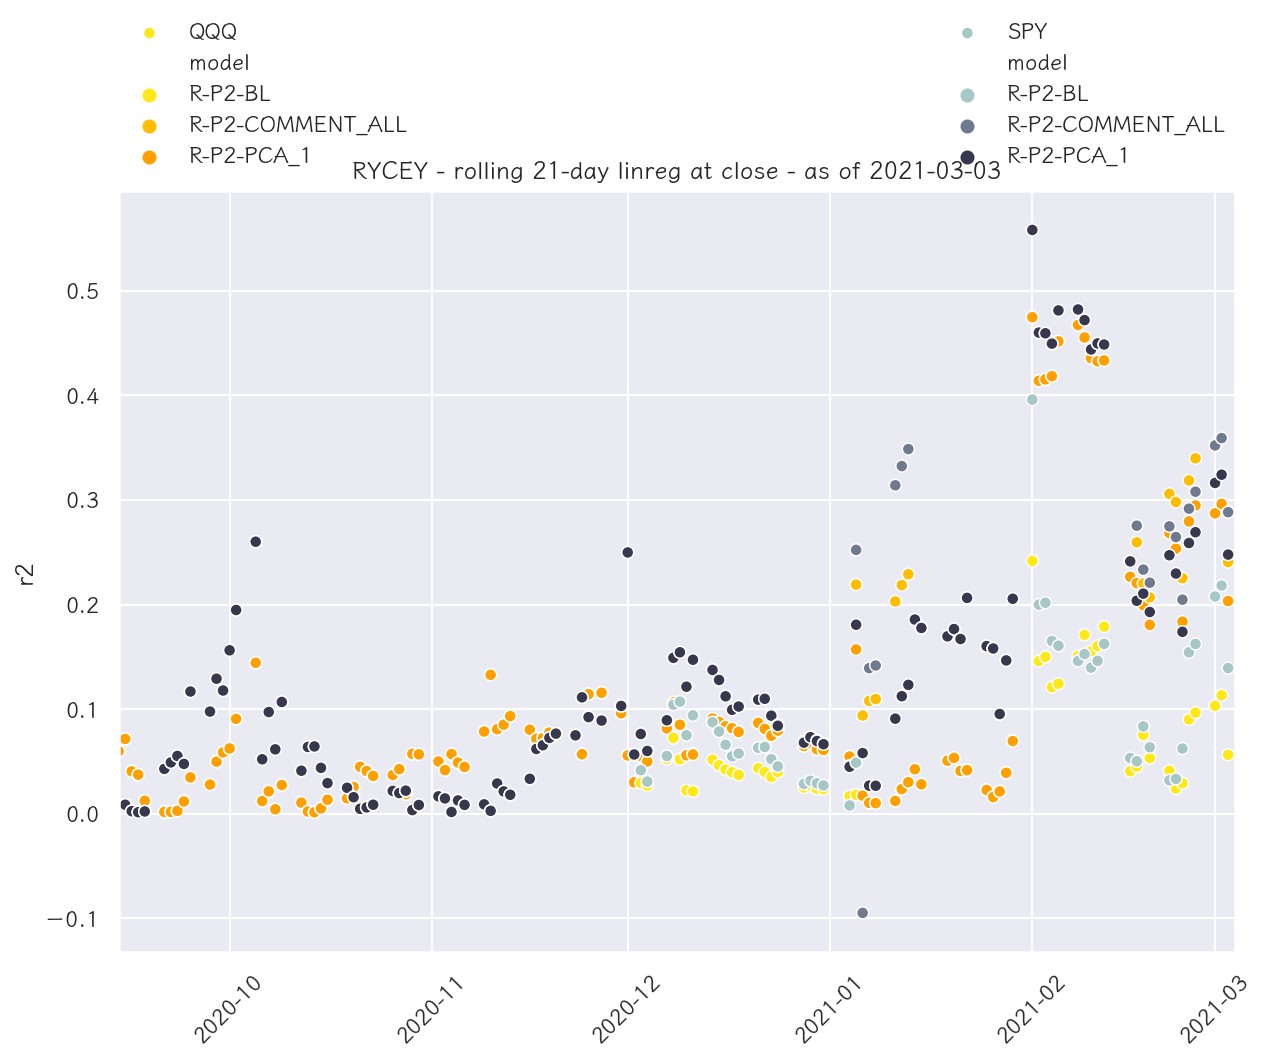 QQQ
model
R-P2-BL
R-P2-COMMENT_ALL
R-P2-PCA_1
SPY
model
R-P2-BL
R-P2-COMMENT_ALL
R-P2-PCA_1
RYCEY - rolling 21-day linreg at close - as of 2021-03-03
r2
0.5
0.4
0.3
0.2
0.1
0.0
−0.1
2020-10
2020-11
2020-12
2021-01
2021-02
2021-03